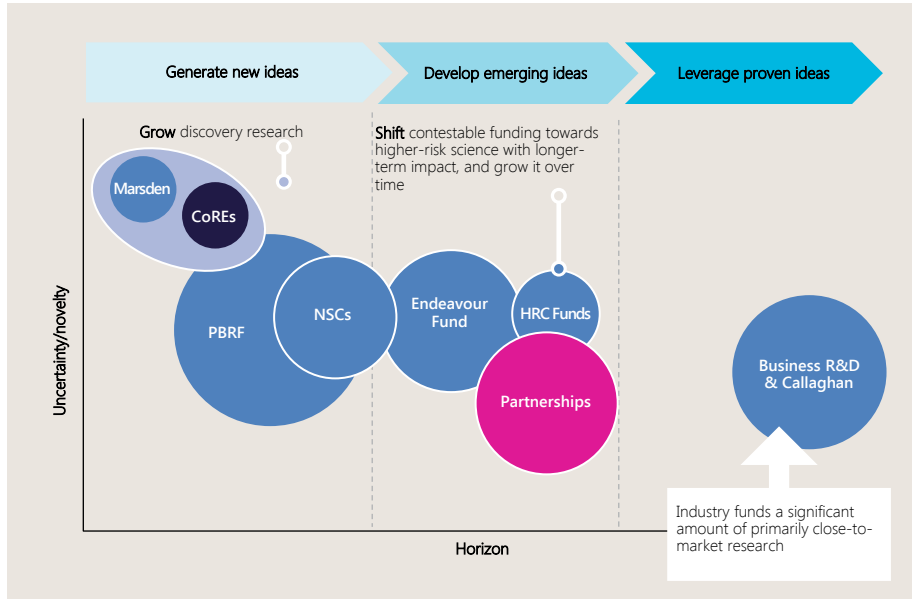 Generate new ideas
Develop emerging ideas
Leverage proven ideas
Grow discovery research
Shift contestable funding towards
higher-risk science with longer-
term impact, and grow it over
time
Marsden
CoREs
PBRF
NSCs
Endeavour
Fund
HRC Funds
Partnerships
Business R&D
& Callaghan
Uncertainty/novelty
Industry funds a significant
amount of primarily close-to-
market research
Horizon